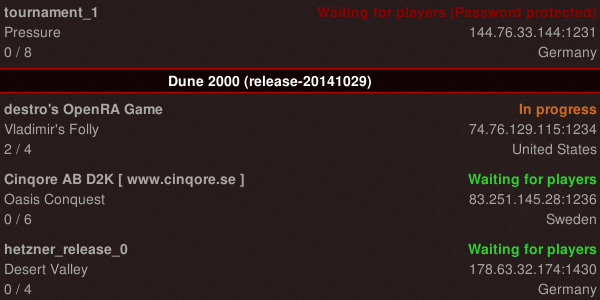 tournament_1 Waiting for players (Password protected)
Pressure 144.76.33.144:1231
0 / 8 Germany
Dune 2000 (release-20141029)
destro's OpenRA Game In progress
Vladimir's Folly 74.76.129.115:1234
2 / 4 United States
Cinqore AB D2K [ www.cinqore.se ] Waiting for players
Oasis Conquest 83.251.145.28:1236
0 / 6 Sweden
hetzner_release_0 Waiting for players
Desert Valley 178.63.32.174:1430
0 / 4 Germany